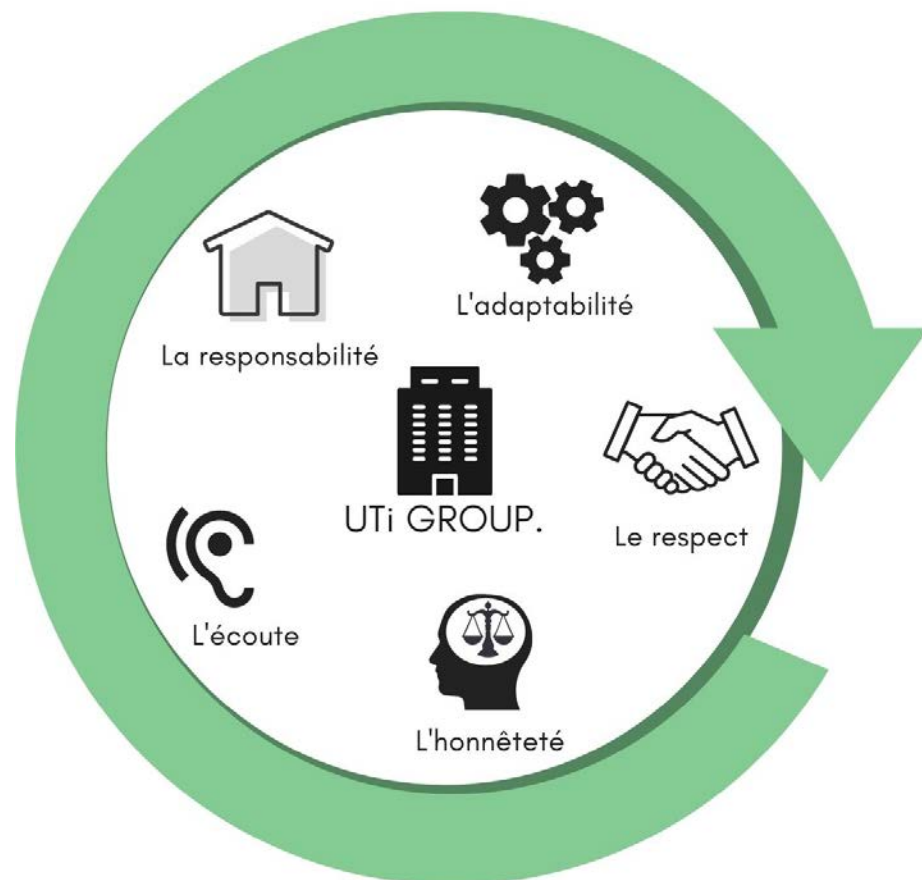 L'adaptabilité
La responsabilité
UTi GROUP.
Le respect
L'écoute
L'honnêteté